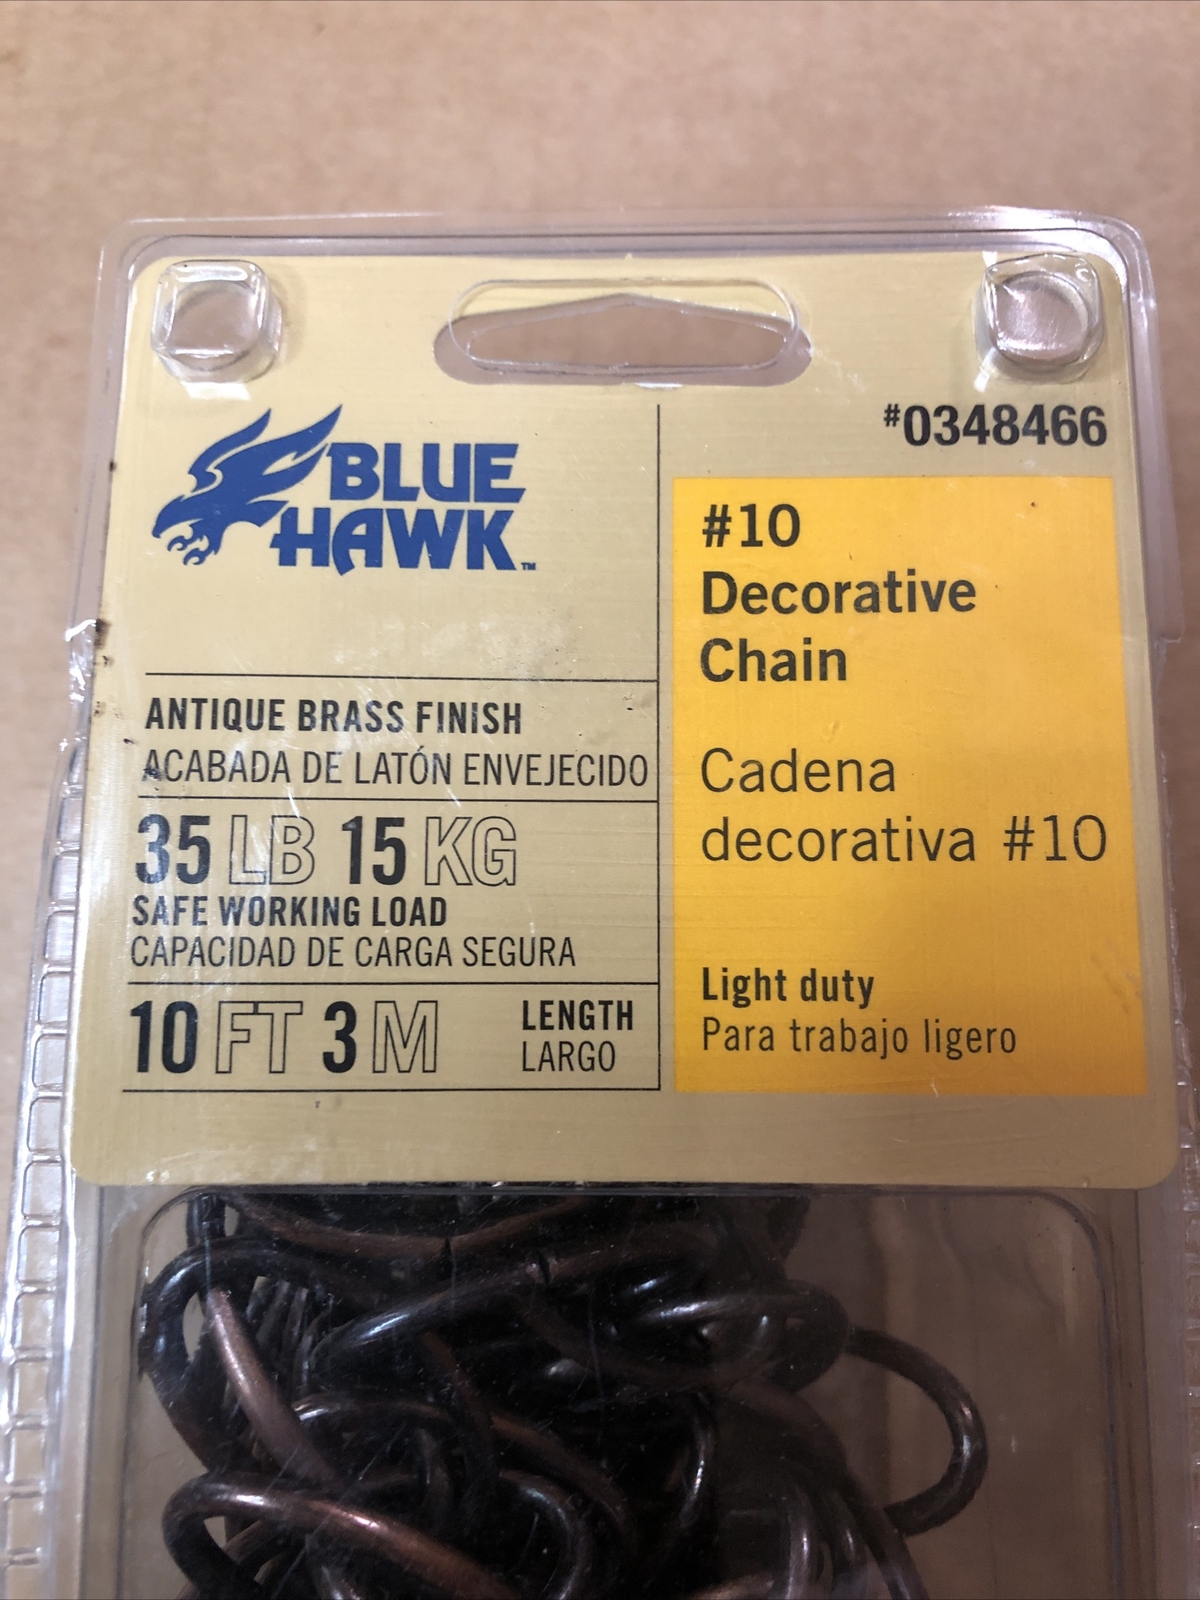 BLUE
HAWK™
#0348466
#10
Decorative
Chain
Cadena
decorativa #10
Light duty
Para trabajo ligero
ANTIQUE BRASS FINISH
ACABADA DE LATÓN ENVEJECIDO
35 LB 15 KG
SAFE WORKING LOAD
CAPACIDAD DE CARGA SEGURA
10 FT 3 M
LENGTH
LARGO